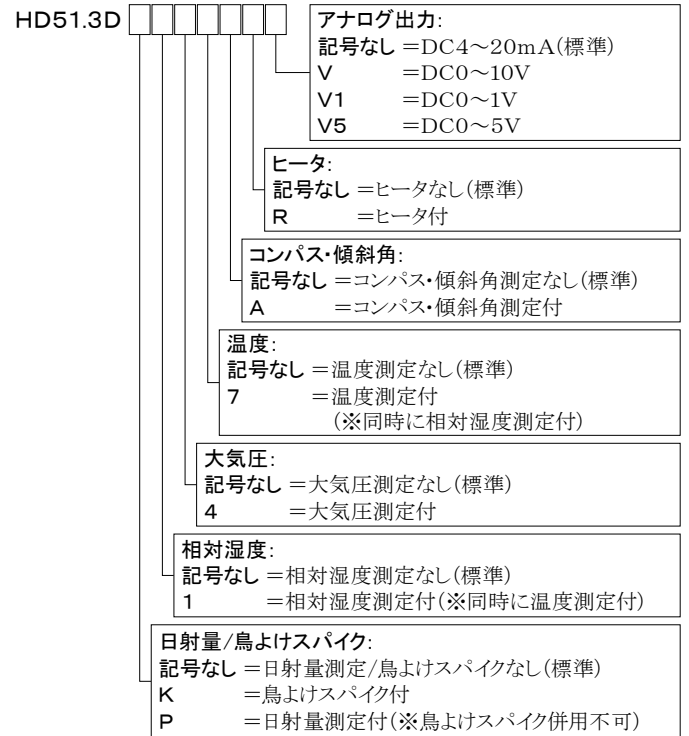 HD51.3D
アナログ出力:
記号なし =DC4～20mA(標準)
V =DC0～10V
V1 =DC0～1V
V5 =DC0～5V
ヒータ:
記号なし =ヒータなし(標準)
R =ヒータ付
コンパス・傾斜角:
記号なし =コンパス・傾斜角測定なし(標準)
A =コンパス・傾斜角測定付
温度:
記号なし =温度測定なし(標準)
7 =温度測定付
(※同時に相対湿度測定付)
大気圧:
記号なし =大気圧測定なし(標準)
4 =大気圧測定付
相対湿度:
記号なし =相対湿度測定なし(標準)
1 =相対湿度測定付(※同時に温度測定付)
日射量/鳥よけスパイク:
記号なし =日射量測定/鳥よけスパイクなし(標準)
K =鳥よけスパイク付
P =日射量測定付(※鳥よけスパイク併用不可)